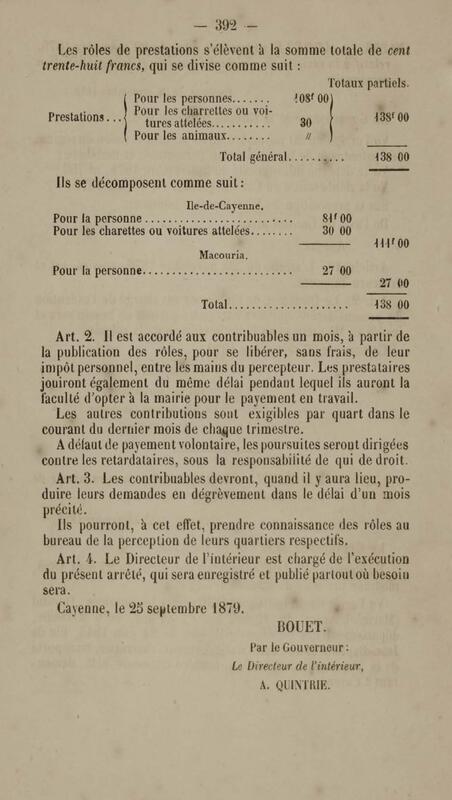 — 392 —
Les rôles de prestations s'élèvent à la somme totale de cent
trente-huit francs, qui se divise comme suit :
Totaux partiels.
Prestations... { Pour les personnes....... 108f 00 }
Pour les charrettes ou voi-
tures attelées........... 30 138f 00
Pour les animaux........ //
Total général.......... 138 00
Ils se décomposent comme suit :
Ile-de-Cayenne.
Pour la personne .......................... 81f 00
Pour les charettes ou voitures attelées........ 30 00
111f 00
Macouria.
Pour la personne.......................... 27 00
27 00
Total..................... 138 00
Art. 2. Il est accordé aux contribuables un mois, à partir de
la publication des rôles, pour se libérer, sans frais, de leur
impôt personnel, entre les mains du percepteur. Les prestataires
jouiront également du même délai pendant lequel ils auront la
faculté d'opter à la mairie pour le payement en travail.
Les autres contributions sont exigibles par quart dans le
courant du dernier mois de chaque trimestre.
A défaut de payement volontaire, les poursuites seront dirigées
contre les retardataires, sous la responsabilité de qui de droit.
Art. 3. Les contribuables devront, quand il y aura lieu, pro-
duire leurs demandes en dégrèvement dans le délai d'un mois
précité.
Ils pourront, à cet effet, prendre connaissance des rôles au
bureau de la perception de leurs quartiers respectifs.
Art. 4. Le Directeur de l'intérieur est chargé de l'exécution
du présent arrêté, qui sera enregistré et publié partout où besoin
sera.
Cayenne, le 25 septembre 1879.
BOUET.
Par le Gouverneur :
Le Directeur de l'intérieur,
A. QUINTRIE.